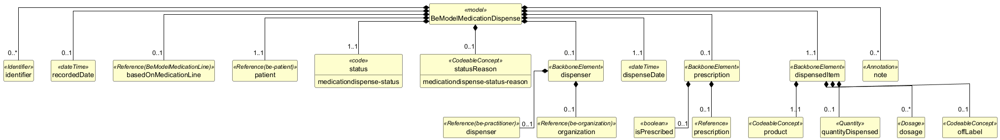 «model»
BeModelMedicationDispense
0..*
0..1
0..1
1..1
1..1
0..1
0..1
1..1
0..1
1..1
0..*
«Identifier»
identifier
«dateTime»
recordedDate
«Reference(BeModelMedicationLine)»
basedOnMedicationLine
«Reference(be-patient)»
patient
«code»
status
medicationdispense-status
«CodeableConcept»
statusReason
medicationdispense-status-reason
«BackboneElement»
dispenser
«dateTime»
dispenseDate
«BackboneElement»
prescription
«BackboneElement»
dispensedItem
«Annotation»
note
0..1
0..1
0..1
0..1
1..1
0..1
0..*
0..1
«Reference(be-practitioner)»
dispenser
«Reference(be-organization)»
organization
«boolean»
isPrescribed
«Reference»
prescription
«CodeableConcept»
product
«Quantity»
quantityDispensed
«Dosage»
dosage
«CodeableConcept»
offLabel